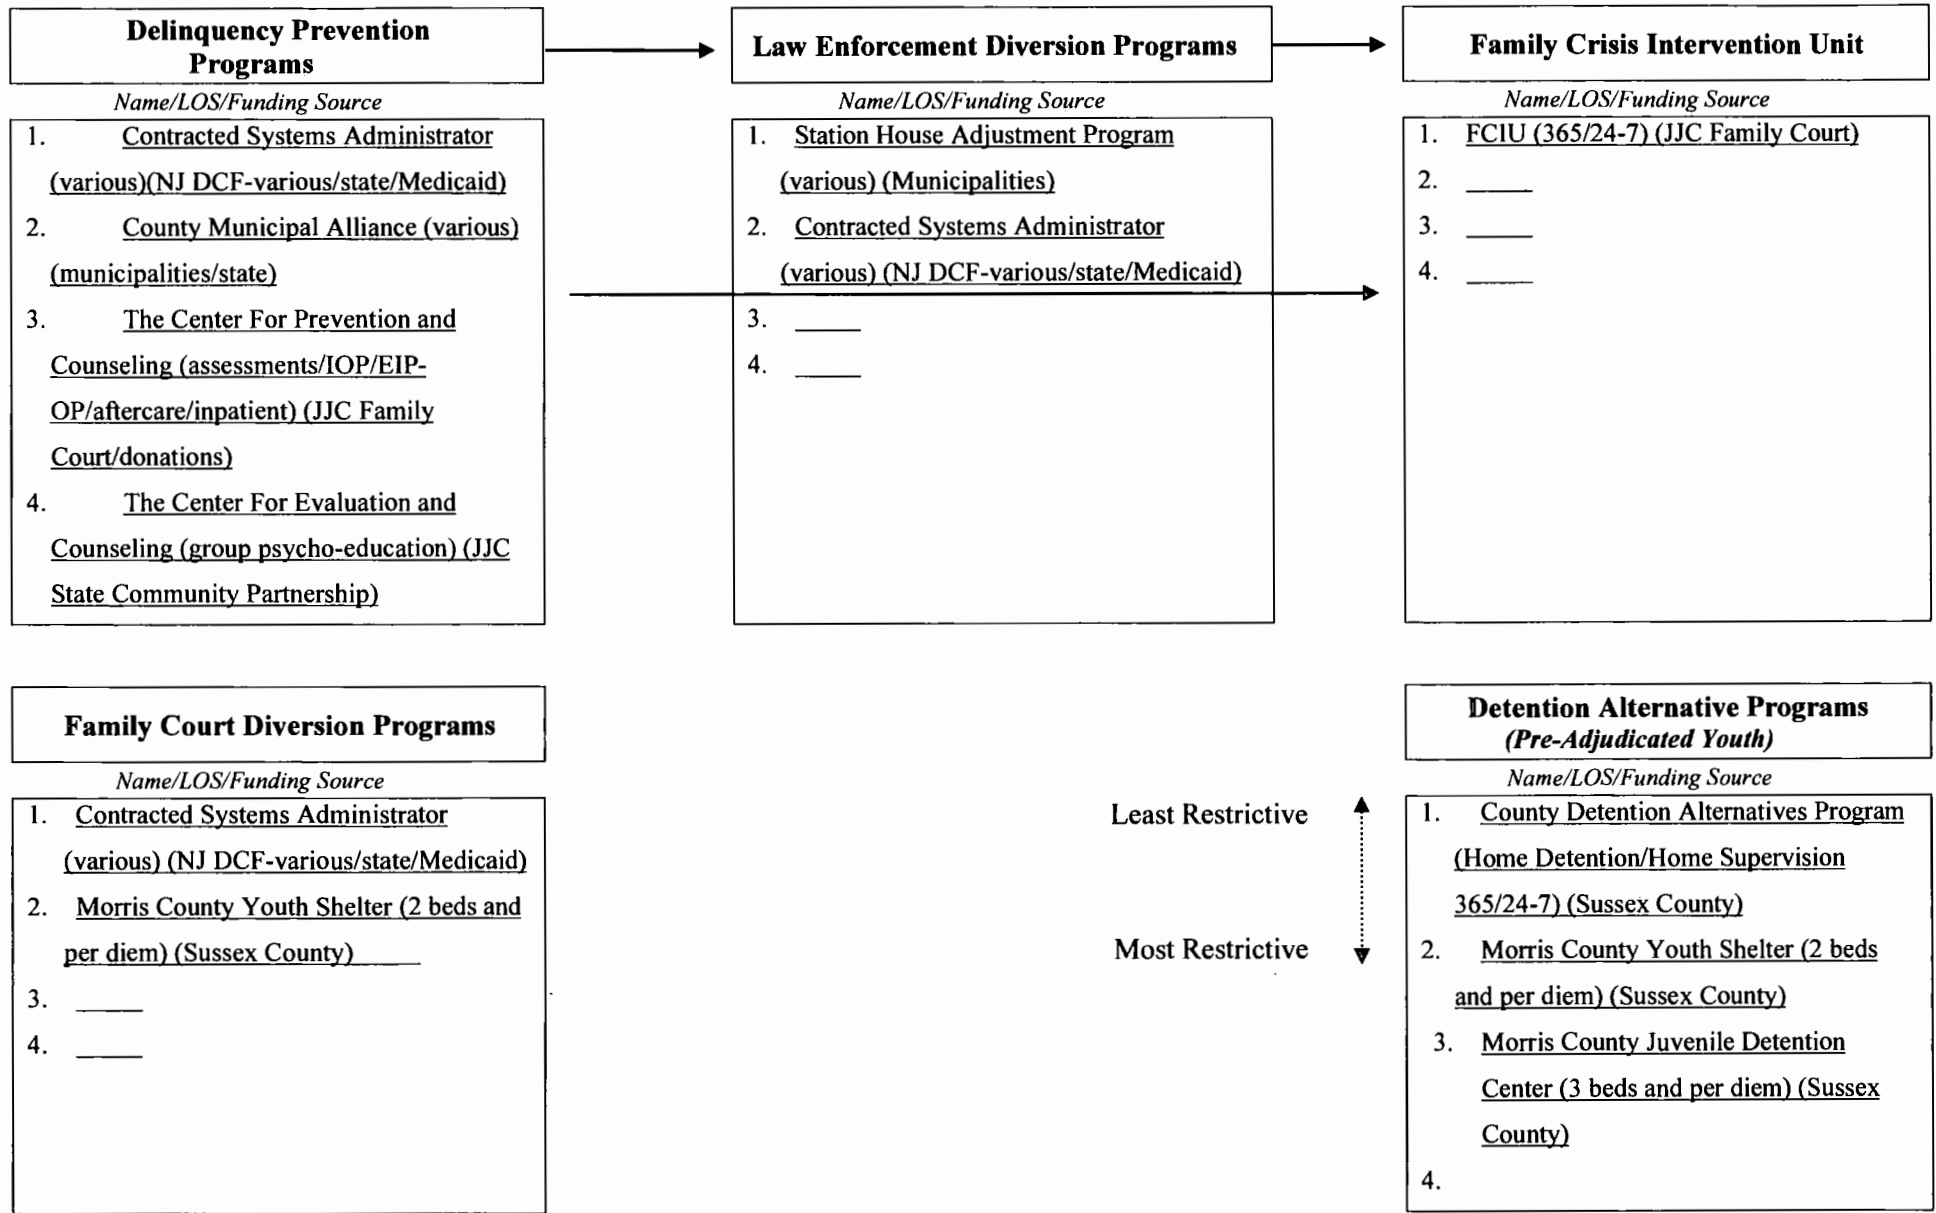 Delinquency Prevention
Programs
Name/LOS/Funding Source
1. Contracted Systems Administrator
(various)(NJ DCF-various/state/Medicaid)
2. County Municipal Alliance (various)
(municipalities/state)
3. The Center For Prevention and
Counseling (assessments/IOP/EIP-
OP/aftercare/inpatient) (JJC Family
Court/donations)
4. The Center For Evaluation and
Counseling (group psycho-education) (JJC
State Community Partnership)
Law Enforcement Diversion Programs
Name/LOS/Funding Source
1. Station House Adjustment Program
(various) (Municipalities)
2. Contracted Systems Administrator
(various) (NJ DCF-various/state/Medicaid)
3. _____
4. _____
Family Crisis Intervention Unit
Name/LOS/Funding Source
1. FCIU (365/24-7) (JJC Family Court)
2. _____
3. _____
4. _____
Family Court Diversion Programs
Name/LOS/Funding Source
1. Contracted Systems Administrator
(various) (NJ DCF-various/state/Medicaid)
2. Morris County Youth Shelter (2 beds and
per diem) (Sussex County)_____
3. _____
4. _____
Least Restrictive
Most Restrictive
Detention Alternative Programs
(Pre-Adjudicated Youth)
Name/LOS/Funding Source
1. County Detention Alternatives Program
(Home Detention/Home Supervision
365/24-7) (Sussex County)
2. Morris County Youth Shelter (2 beds
and per diem) (Sussex County)
3. Morris County Juvenile Detention
Center (3 beds and per diem) (Sussex
County)
4.